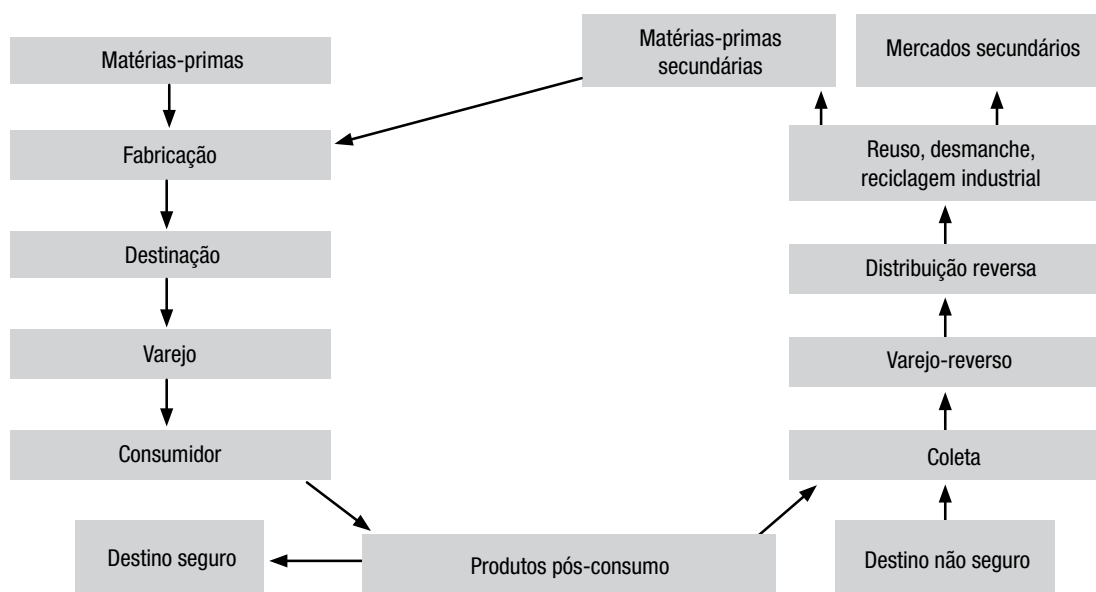 Matérias-primas
Fabricação
Destinação
Varejo
Consumidor
Destino seguro
Produtos pós-consumo
Matérias-primas
secundárias
Mercados secundários
Reuso, desmanche,
reciclagem industrial
Distribuição reversa
Varejo-reverso
Coleta
Destino não seguro